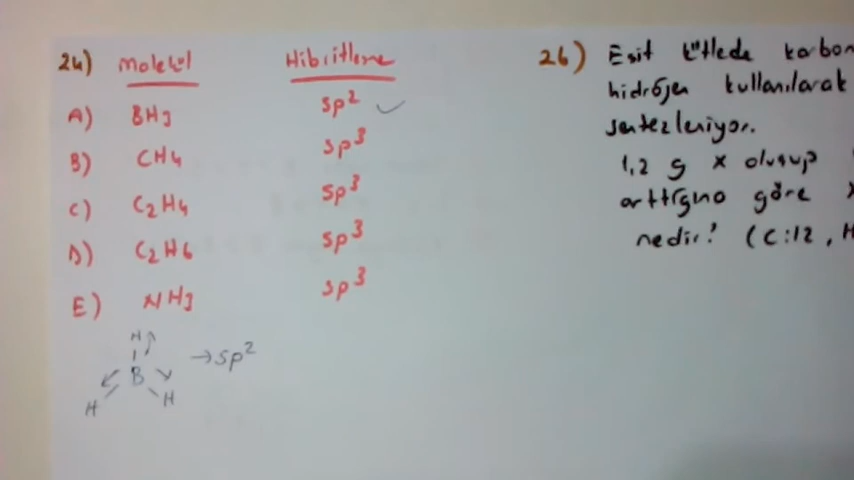 24) Molekül Hibritleme
A) BH3 sp2 ✓
B) CH4 sp3
C) C2H4 sp3
D) C2H6 sp3
E) NH3 sp3
H
B → sp2
H H
26) Eşit kütlede karbon
hidrojen kullanılarak
sentezleniyor.
1,2 g x oluşup
arttığına göre
nedir? (C:12, H